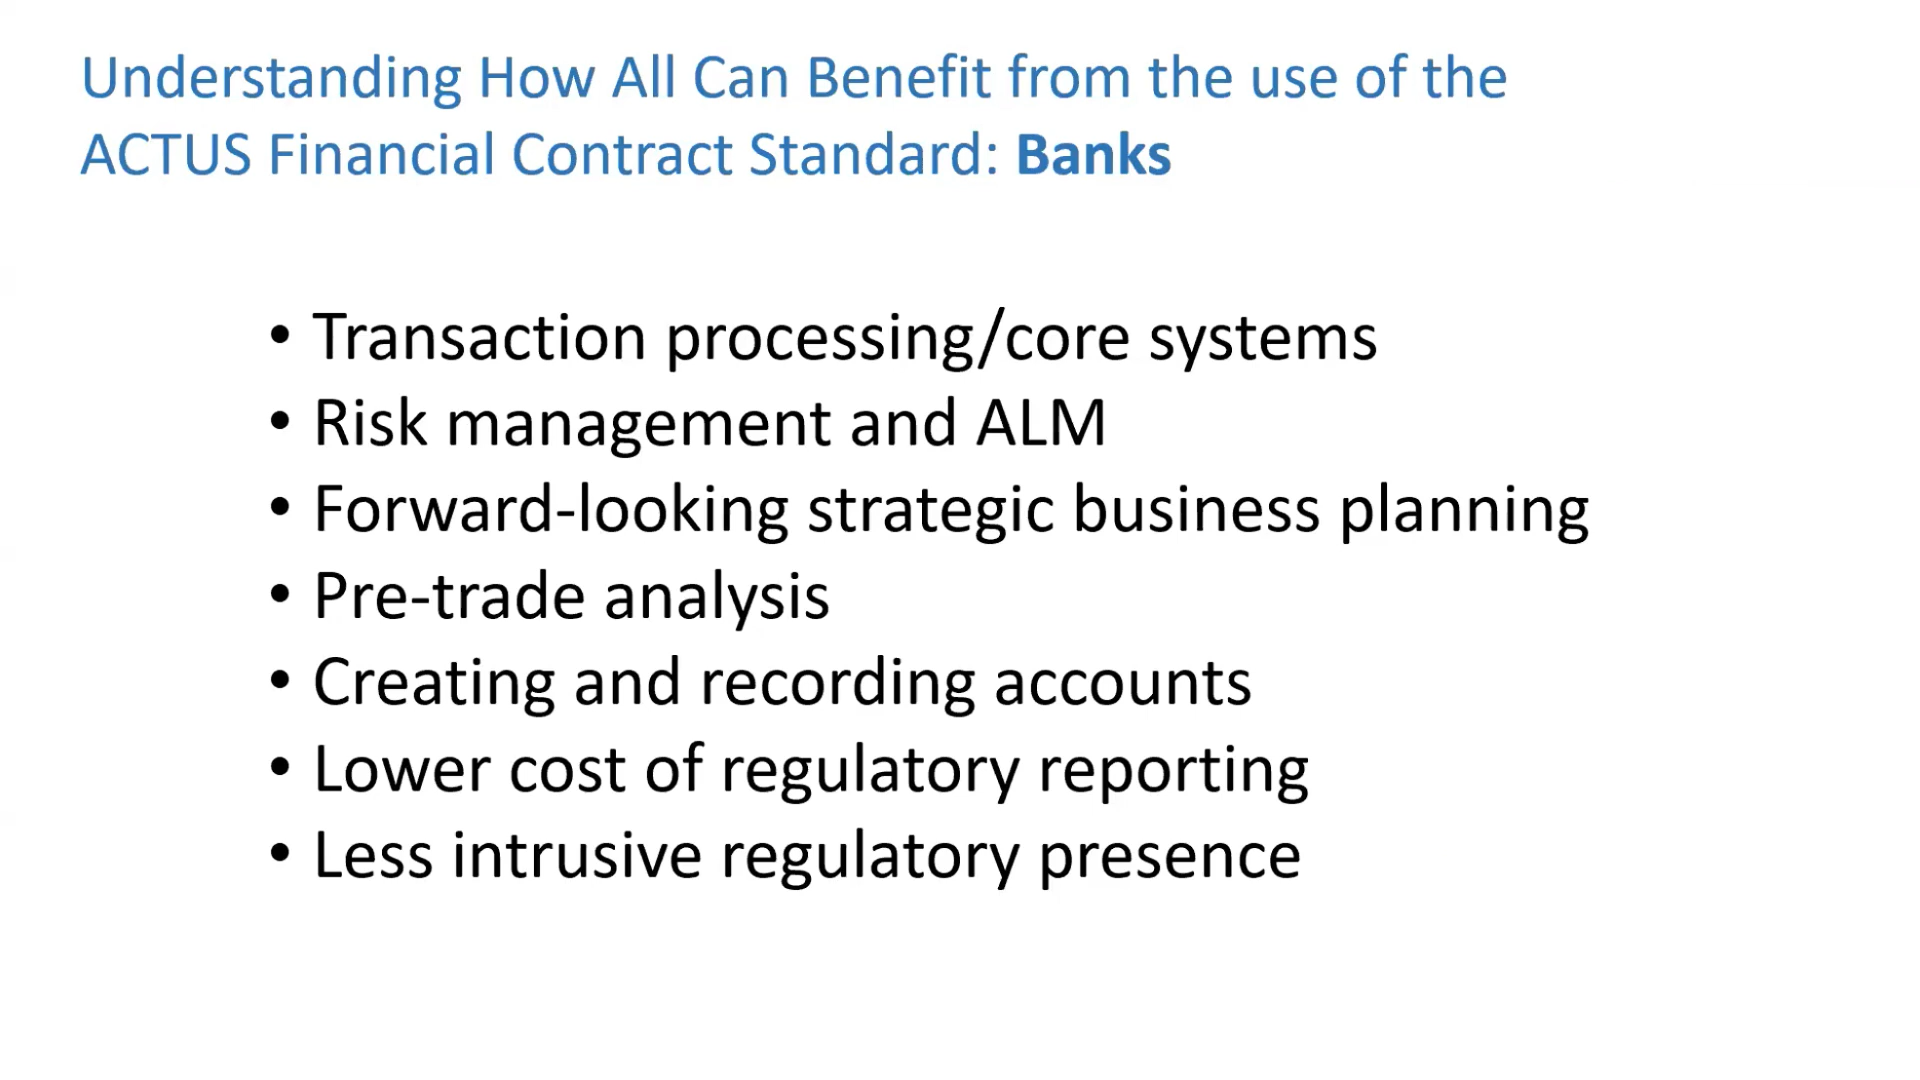 Understanding How All Can Benefit from the use of the
ACTUS Financial Contract Standard: Banks
• Transaction processing/core systems
• Risk management and ALM
• Forward-looking strategic business planning
• Pre-trade analysis
• Creating and recording accounts
• Lower cost of regulatory reporting
• Less intrusive regulatory presence